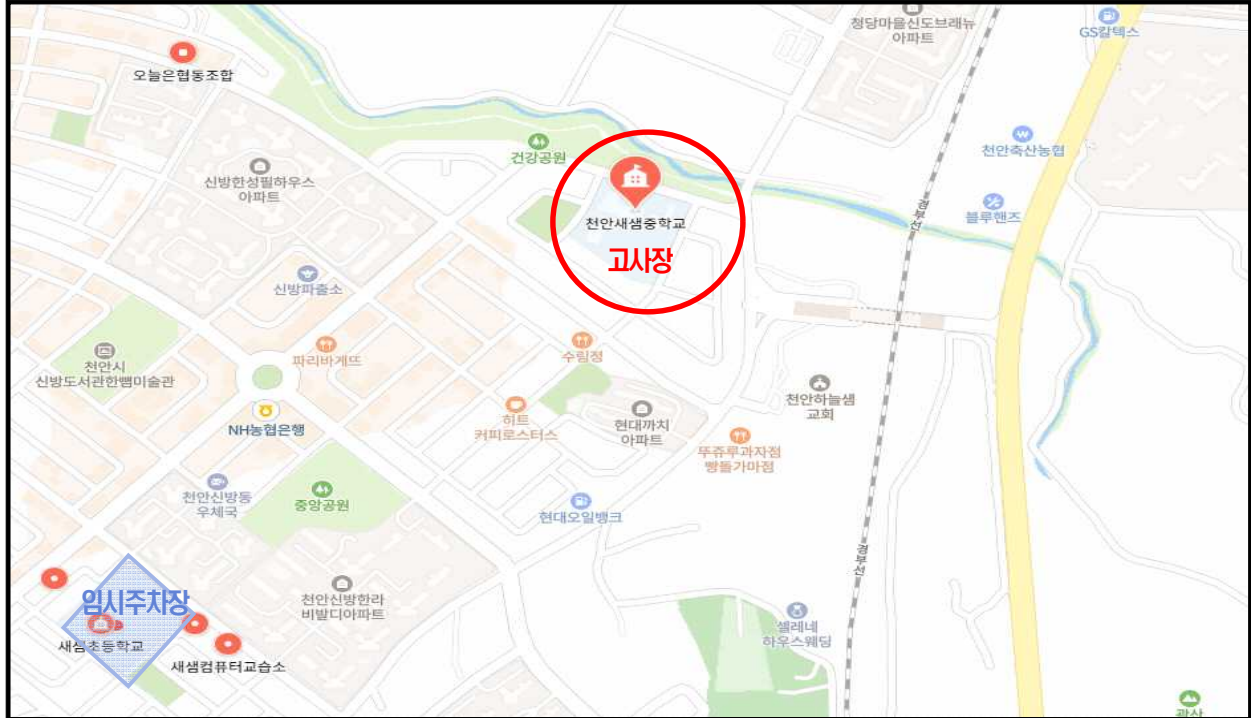 청당마을신도브래뉴
아파트
GS칼텍스
오늘은협동조합
건강공원
천안축산농협
신방한성필하우스
아파트
천안새샘중학교
고사장
블루핸즈
경부선
신방파출소
파리바게뜨
수림정
천안시
신방도서관한뼘미술관
천안하늘샘
교회
히트
커피로스터스
현대까치
아파트
NH농협은행
뚜쥬루과자점
빵돌가마점
천안신방동
우체국
중앙공원
현대오일뱅크
경부선
임시주차장
천안신방한라
비발디아파트
셀레네
하우스웨딩
새샘초등학교
새샘컴퓨터교습소
광산